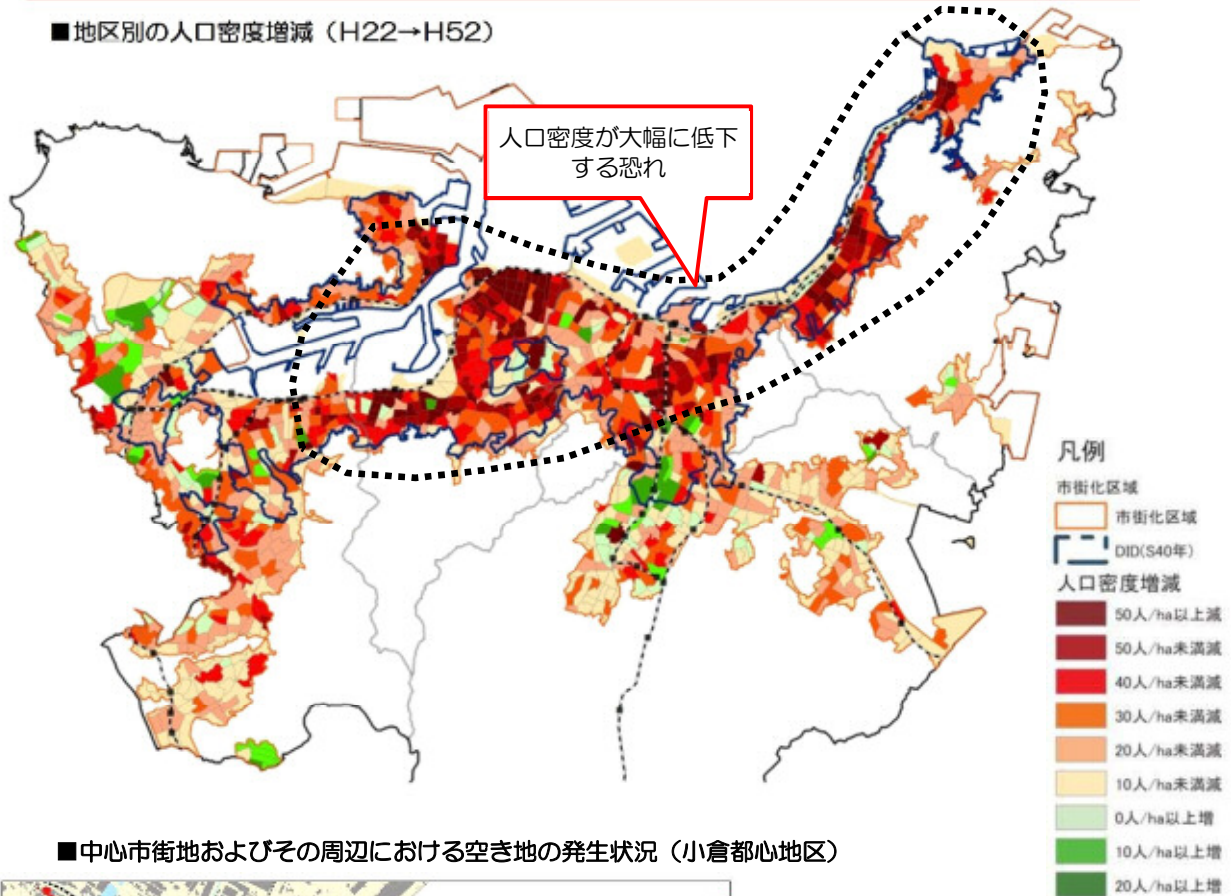 ■地区別の人口密度増減（H22→H52）
人口密度が大幅に低下
する恐れ
凡例
市街化区域
市街化区域
DID(S40年)
人口密度増減
50人/ha以上減
50人/ha未満減
40人/ha未満減
30人/ha未満減
20人/ha未満減
10人/ha未満減
0人/ha以上増
10人/ha以上増
20人/ha以上増
■中心市街地およびその周辺における空き地の発生状況（小倉都心地区）